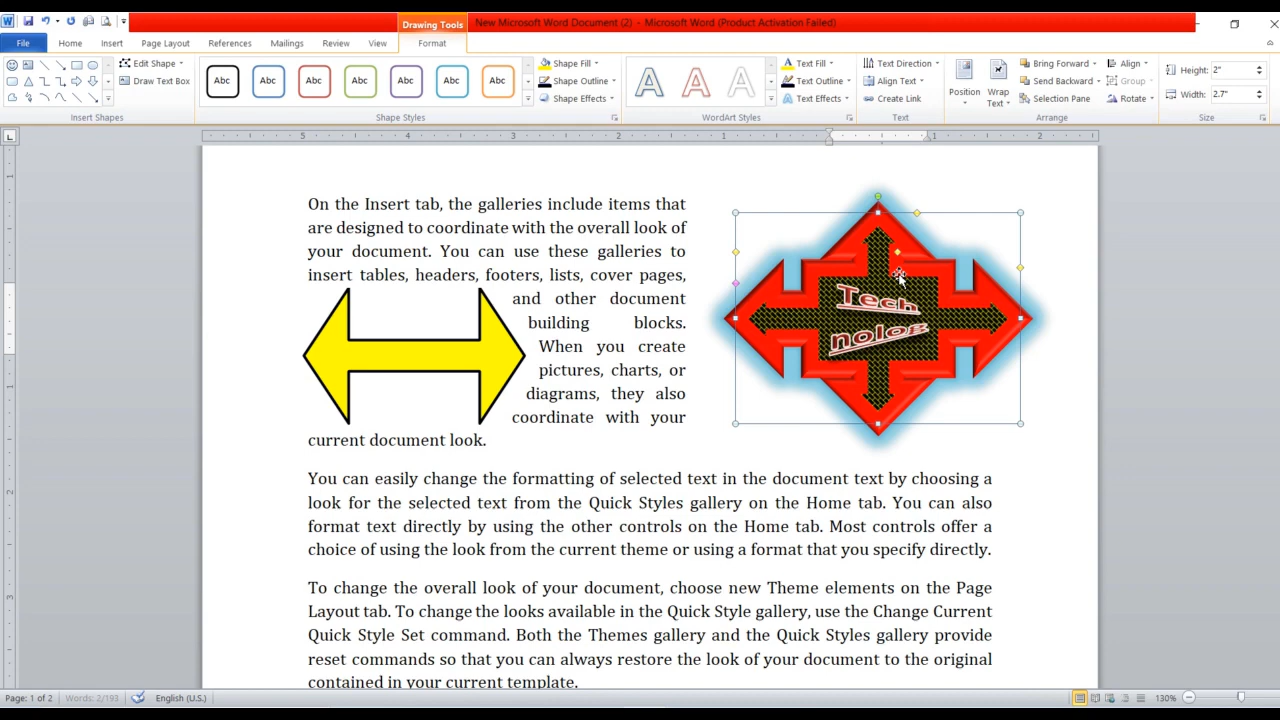 Drawing Tools
New Microsoft Word Document (2) - Microsoft Word (Product Activation Failed)
File Home Insert Page Layout References Mailings Review View Format
Edit Shape
Draw Text Box
Insert Shapes
Abc Abc Abc Abc Abc Abc Abc
Shape Fill
Shape Outline
Shape Effects
Shape Styles
A A A
Text Fill
Text Outline
Text Effects
WordArt Styles
Text Direction
Align Text
Create Link
Text
Position
Wrap
Text
Bring Forward
Send Backward
Selection Pane
Align
Group
Rotate
Arrange
Height: 2"
Width: 2.7"
Size
5 4 3 2 1 1 2
On the Insert tab, the galleries include items that
are designed to coordinate with the overall look of
your document. You can use these galleries to
insert tables, headers, footers, lists, cover pages,
and other document
building blocks.
When you create
pictures, charts, or
diagrams, they also
coordinate with your
current document look.
Tech
nolog
You can easily change the formatting of selected text in the document text by choosing a
look for the selected text from the Quick Styles gallery on the Home tab. You can also
format text directly by using the other controls on the Home tab. Most controls offer a
choice of using the look from the current theme or using a format that you specify directly.
To change the overall look of your document, choose new Theme elements on the Page
Layout tab. To change the looks available in the Quick Style gallery, use the Change Current
Quick Style Set command. Both the Themes gallery and the Quick Styles gallery provide
reset commands so that you can always restore the look of your document to the original
contained in your current template.
Page: 1 of 2 Words: 2/193 English (U.S.) 130%